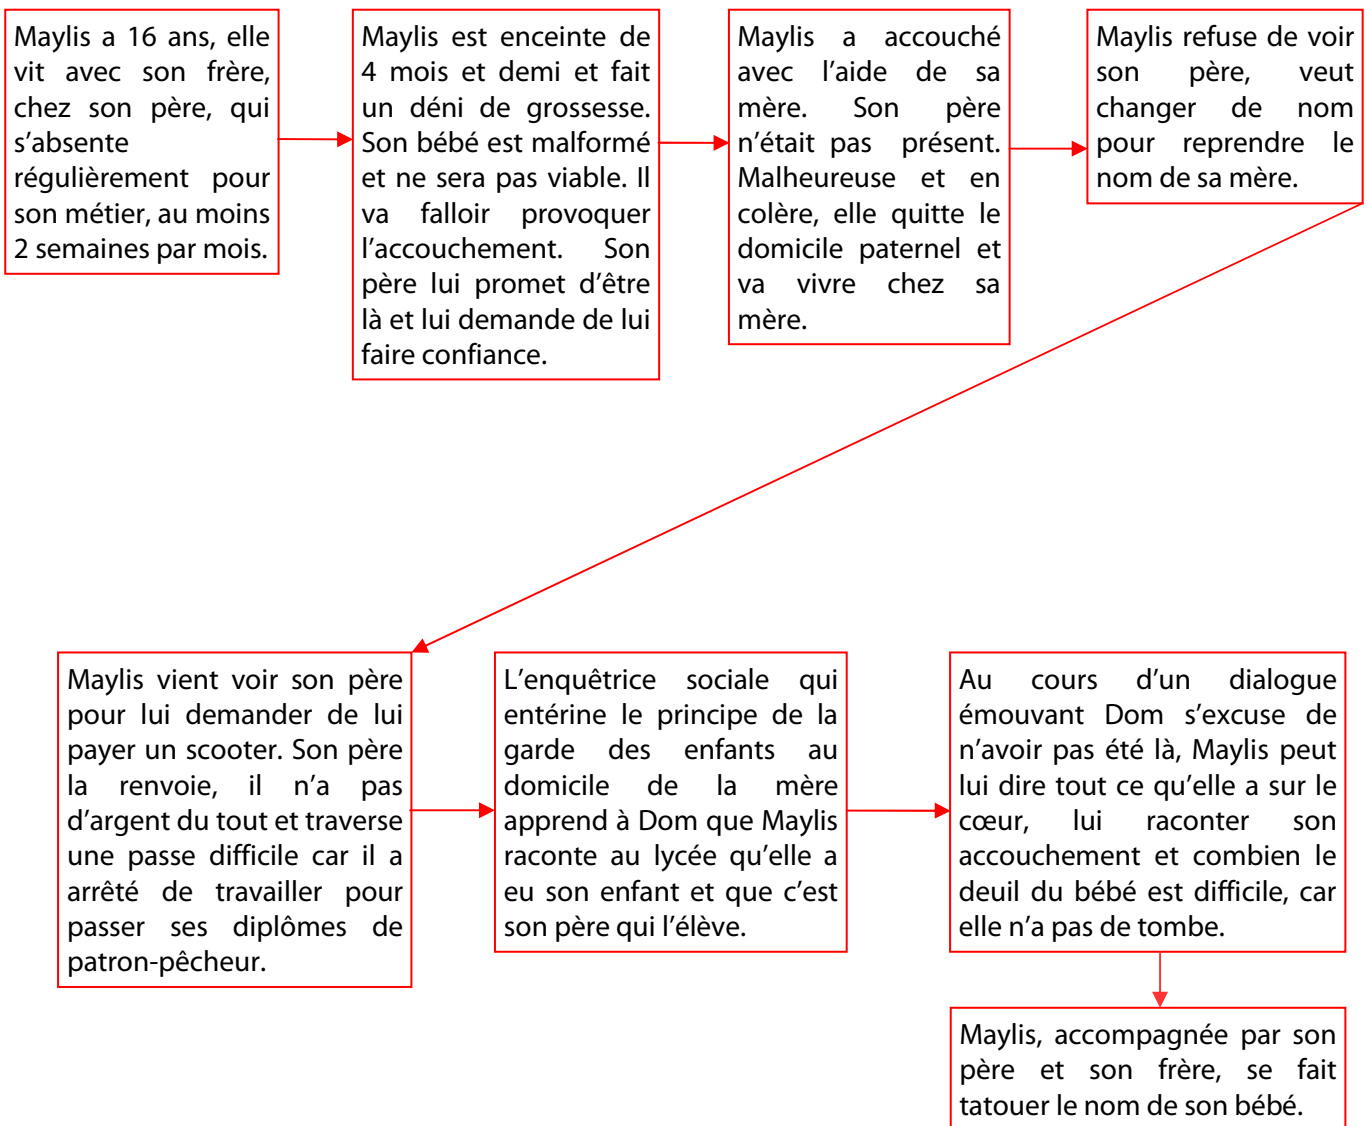 Maylis a 16 ans, elle
vit avec son frère,
chez son père, qui
s’absente
régulièrement pour
son métier, au moins
2 semaines par mois.
Maylis est enceinte de
4 mois et demi et fait
un déni de grossesse.
Son bébé est malformé
et ne sera pas viable. Il
va falloir provoquer
l’accouchement. Son
père lui promet d’être
là et lui demande de lui
faire confiance.
Maylis a accouché
avec l’aide de sa
mère. Son père
n’était pas présent.
Malheureuse et en
colère, elle quitte le
domicile paternel et
va vivre chez sa
mère.
Maylis refuse de voir
son père, veut
changer de nom
pour reprendre le
nom de sa mère.
Maylis vient voir son père
pour lui demander de lui
payer un scooter. Son père
la renvoie, il n’a pas
d’argent du tout et traverse
une passe difficile car il a
arrêté de travailler pour
passer ses diplômes de
patron-pêcheur.
L’enquêtrice sociale qui
entérine le principe de la
garde des enfants au
domicile de la mère
apprend à Dom que Maylis
raconte au lycée qu’elle a
eu son enfant et que c’est
son père qui l’élève.
Au cours d’un dialogue
émouvant Dom s’excuse de
n’avoir pas été là, Maylis peut
lui dire tout ce qu’elle a sur le
cœur, lui raconter son
accouchement et combien le
deuil du bébé est difficile, car
elle n’a pas de tombe.
Maylis, accompagnée par son
père et son frère, se fait
tatouer le nom de son bébé.